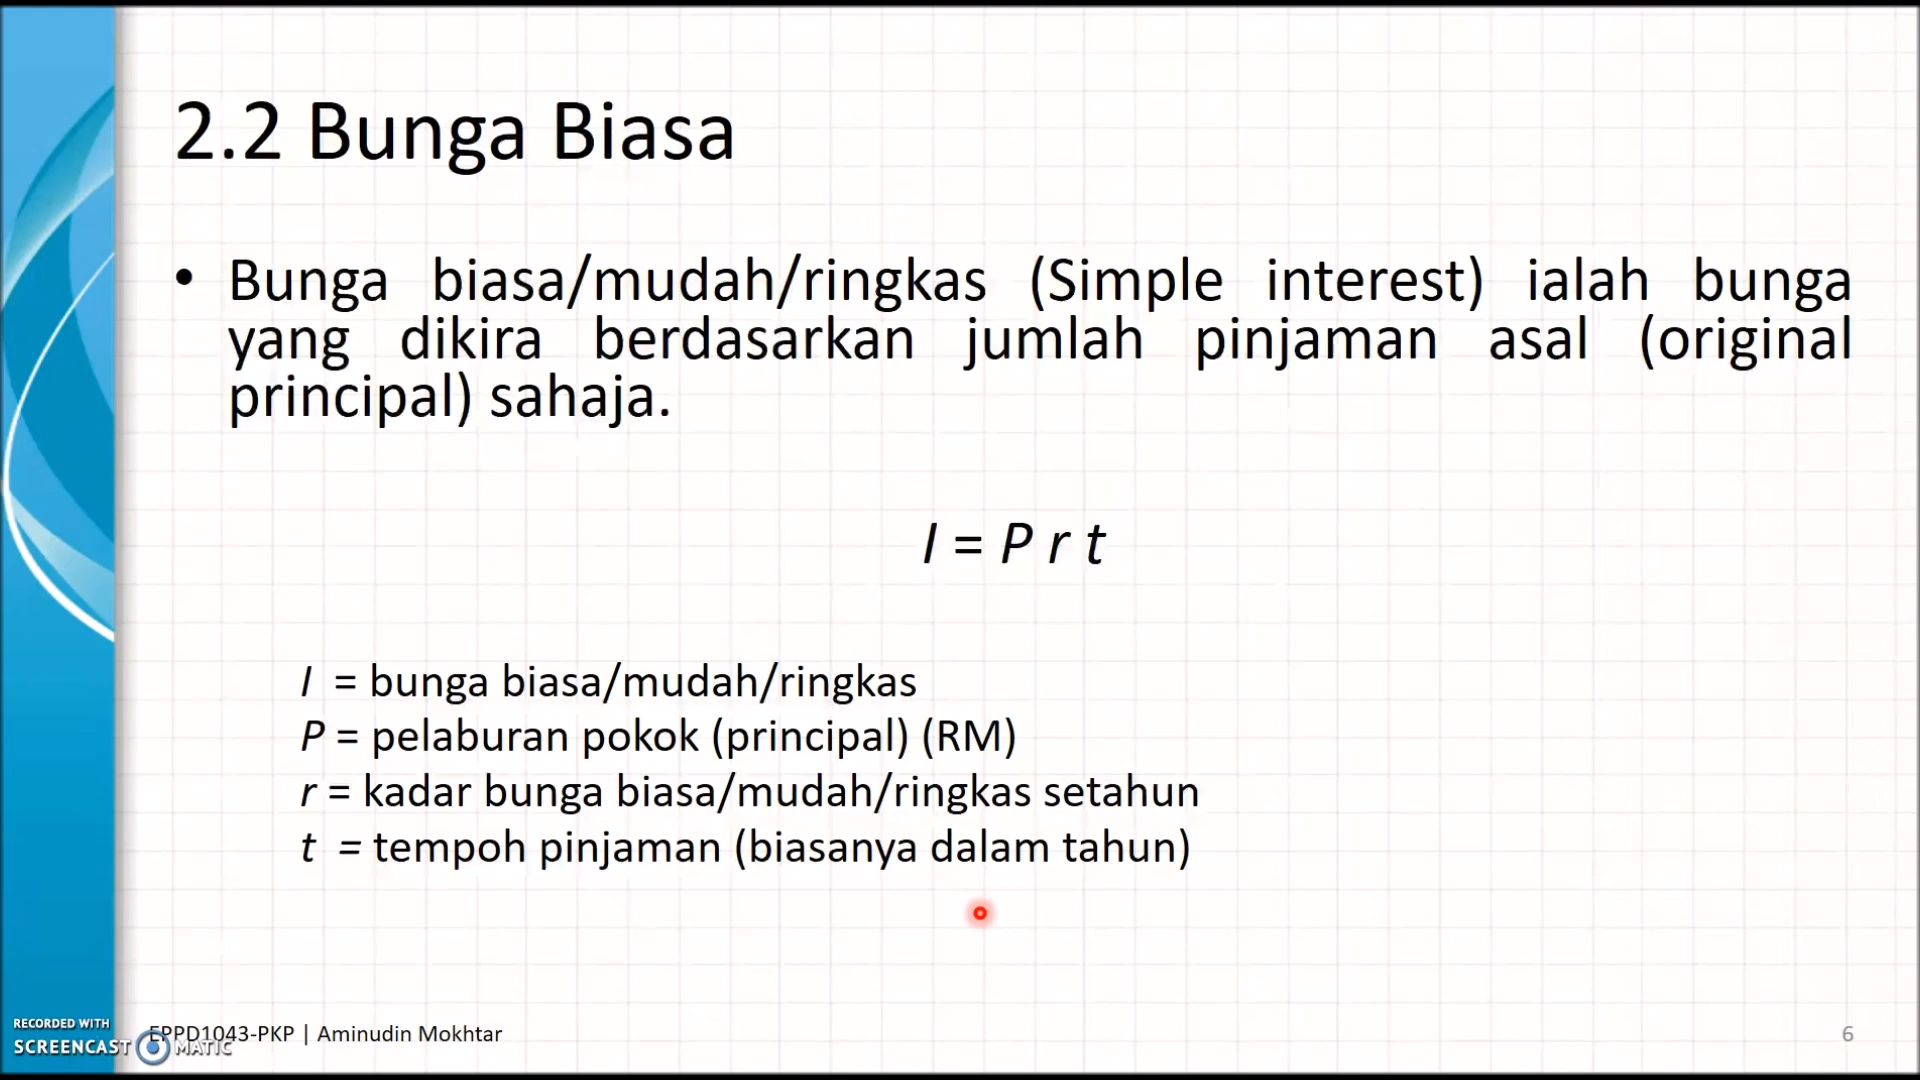 2.2 Bunga Biasa
• Bunga biasa/mudah/ringkas (Simple interest) ialah bunga
yang dikira berdasarkan jumlah pinjaman asal (original
principal) sahaja.
I = P r t
I = bunga biasa/mudah/ringkas
P = pelaburan pokok (principal) (RM)
r = kadar bunga biasa/mudah/ringkas setahun
t = tempoh pinjaman (biasanya dalam tahun)
RECORDED WITH
SCREENCAST MATIC
EPPD1043-PKP | Aminudin Mokhtar
6